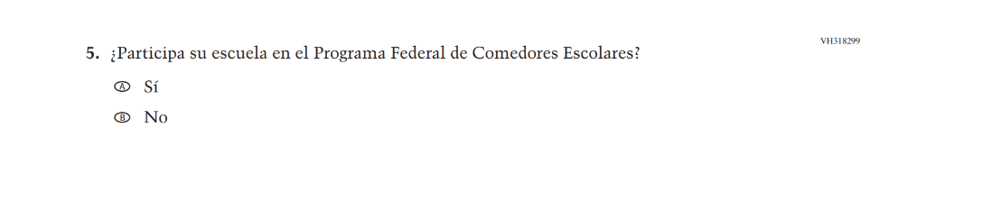 VH318299
5. ¿Participa su escuela en el Programa Federal de Comedores Escolares?
A Sí
B No